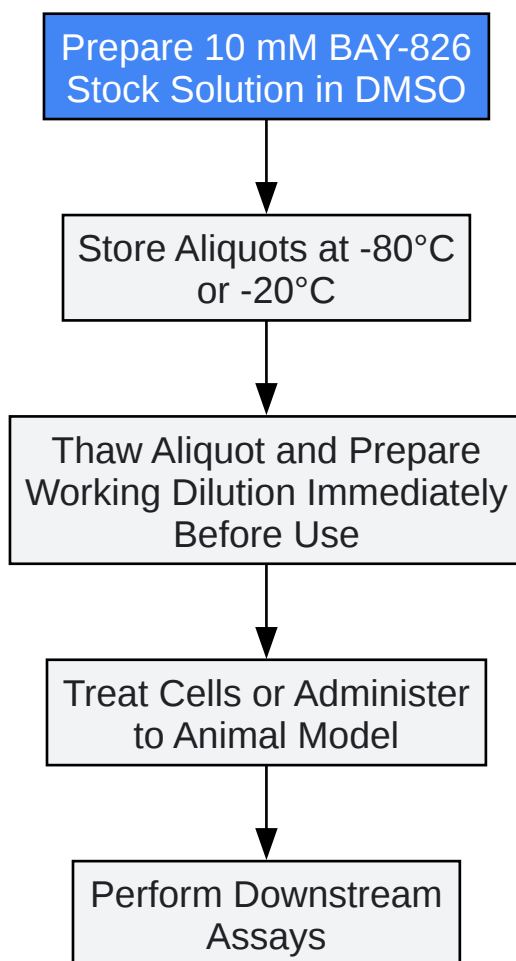 Prepare 10 mM BAY-826
Stock Solution in DMSO
Store Aliquots at -80°C
or -20°C
Thaw Aliquot and Prepare
Working Dilution Immediately
Before Use
Treat Cells or Administer
to Animal Model
Perform Downstream
Assays